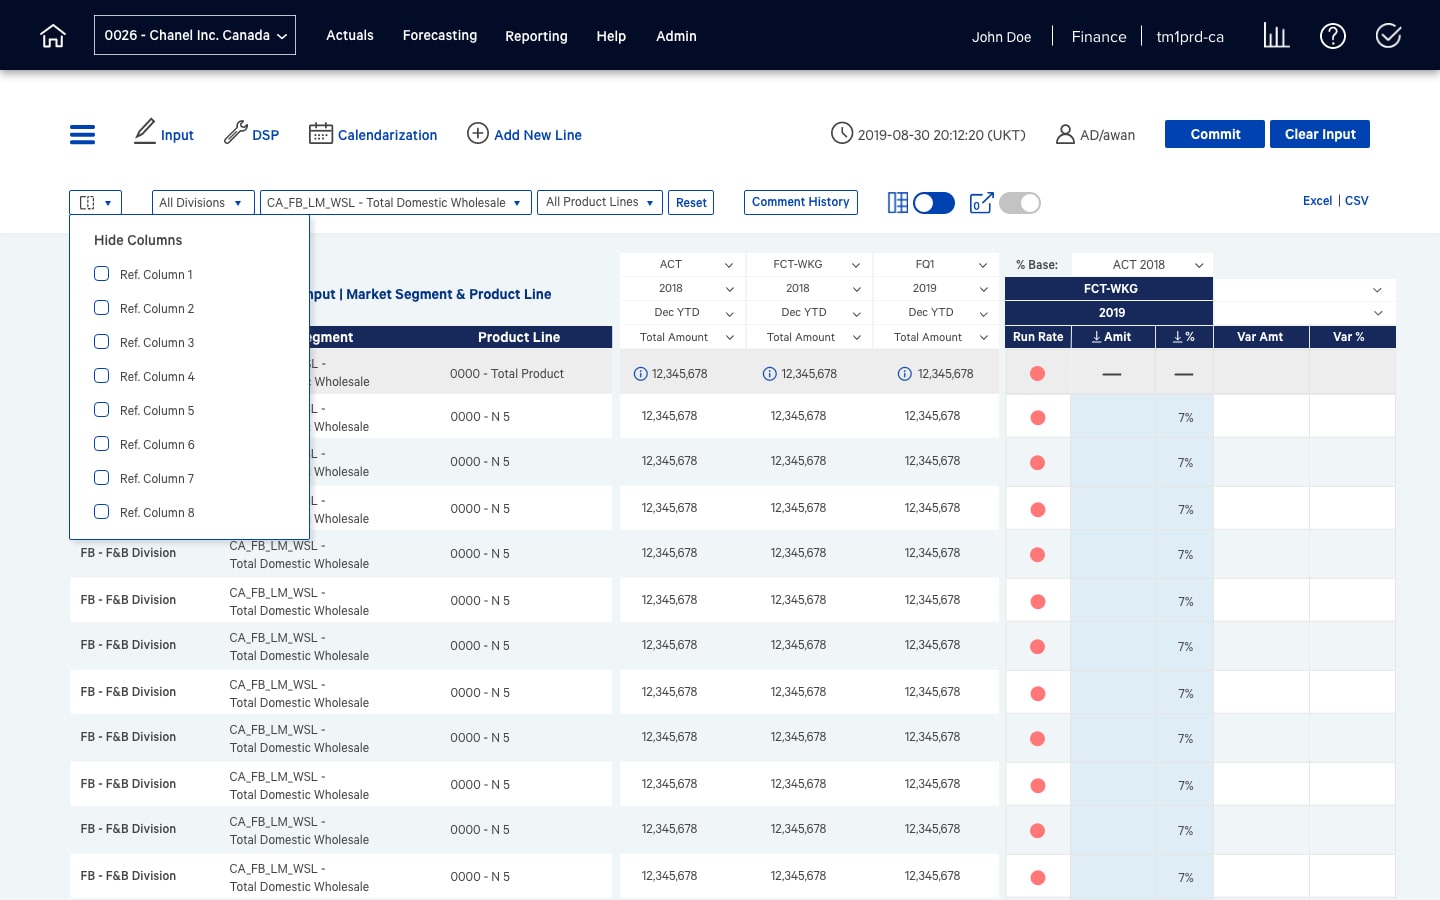 0026 - Chanel Inc. Canada
Actuals
Forecasting
Reporting
Help
Admin
John Doe
Finance
tm1prd-ca
Input
DSP
Calendarization
Add New Line
2019-08-30 20:12:20 (UKT)
AD/awan
Commit
Clear Input
All Divisions
CA_FB_LM_WSL - Total Domestic Wholesale
All Product Lines
Reset
Comment History
0
Excel | CSV
Hide Columns
Ref. Column 1
Ref. Column 2
Ref. Column 3
Ref. Column 4
Ref. Column 5
Ref. Column 6
Ref. Column 7
Ref. Column 8
nput | Market Segment & Product Line
ACT FCT-WKG FQ1 % Base: ACT 2018
2018 2018 2019 FCT-WKG
Dec YTD Dec YTD Dec YTD 2019
egment Product Line Total Amount Total Amount Total Amount Run Rate Amit % Var Amt Var %
SL -
c Wholesale 0000 - Total Product 12,345,678 12,345,678 12,345,678 — —
SL -
Wholesale 0000 - N 5 12,345,678 12,345,678 12,345,678 7%
SL -
Wholesale 0000 - N 5 12,345,678 12,345,678 12,345,678 7%
SL -
Wholesale 0000 - N 5 12,345,678 12,345,678 12,345,678 7%
FB - F&B Division CA_FB_LM_WSL -
Total Domestic Wholesale 0000 - N 5 12,345,678 12,345,678 12,345,678 7%
FB - F&B Division CA_FB_LM_WSL -
Total Domestic Wholesale 0000 - N 5 12,345,678 12,345,678 12,345,678 7%
FB - F&B Division CA_FB_LM_WSL -
Total Domestic Wholesale 0000 - N 5 12,345,678 12,345,678 12,345,678 7%
FB - F&B Division CA_FB_LM_WSL -
Total Domestic Wholesale 0000 - N 5 12,345,678 12,345,678 12,345,678 7%
FB - F&B Division CA_FB_LM_WSL -
Total Domestic Wholesale 0000 - N 5 12,345,678 12,345,678 12,345,678 7%
FB - F&B Division CA_FB_LM_WSL -
Total Domestic Wholesale 0000 - N 5 12,345,678 12,345,678 12,345,678 7%
FB - F&B Division CA_FB_LM_WSL -
Total Domestic Wholesale 0000 - N 5 12,345,678 12,345,678 12,345,678 7%
FB - F&B Division CA_FB_LM_WSL -
Total Domestic Wholesale 0000 - N 5 12,345,678 12,345,678 12,345,678 7%